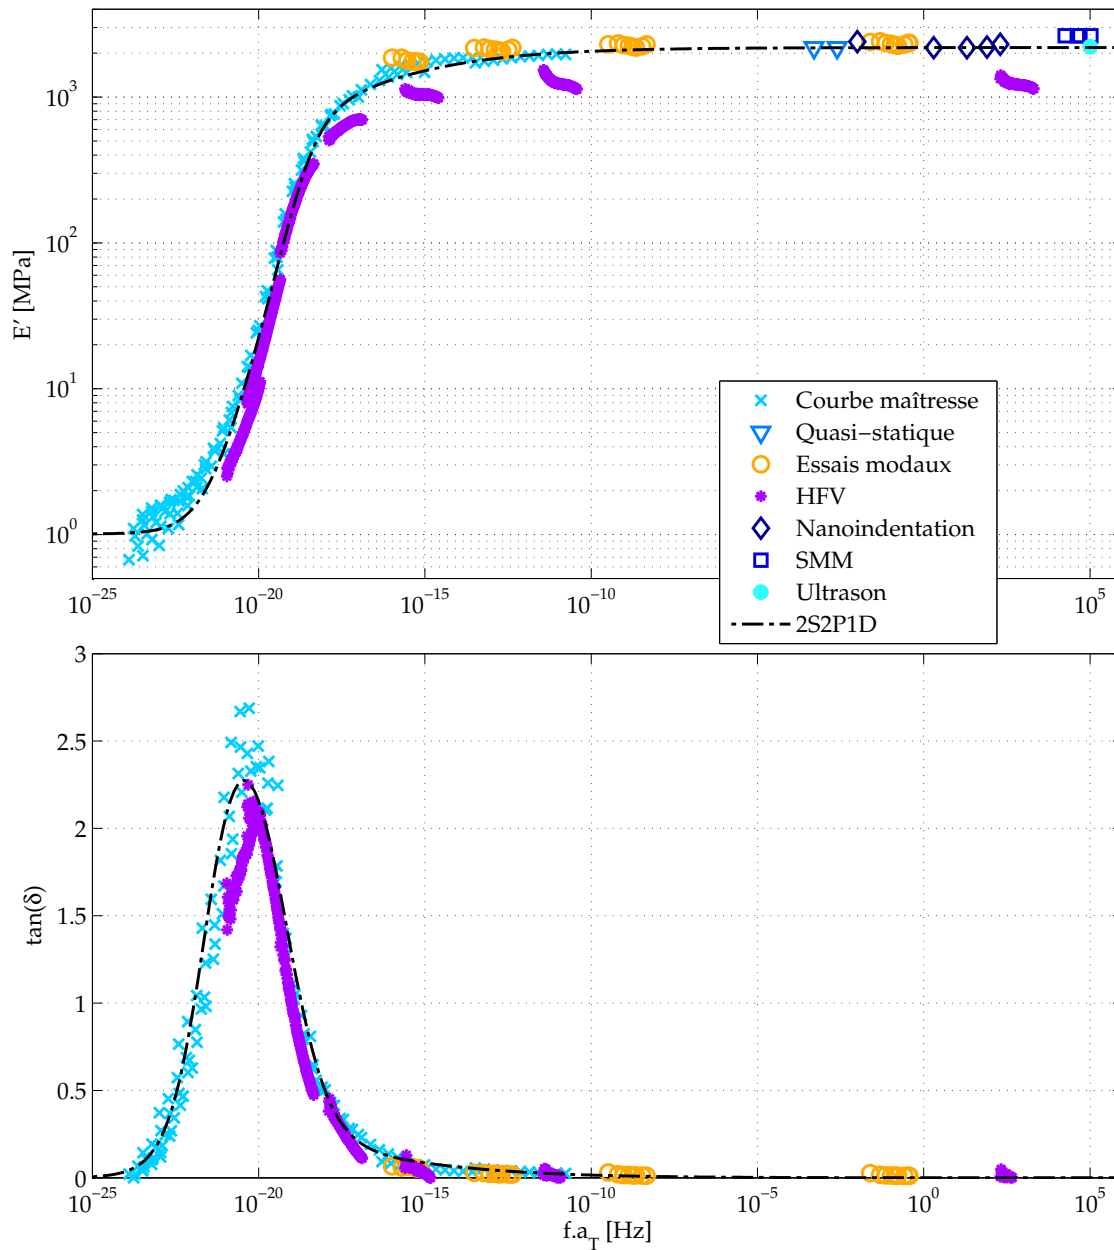 10^3
10^2
10^1
10^0
E′ [MPa]
10^−25
10^−20
10^−15
10^−10
10^5
Courbe maîtresse
Quasi−statique
Essais modaux
HFV
Nanoindentation
SMM
Ultrason
2S2P1D
3
2.5
2
1.5
1
0.5
0
tan(δ)
10^−25
10^−20
10^−15
10^−10
10^−5
10^0
10^5
f.a_T [Hz]